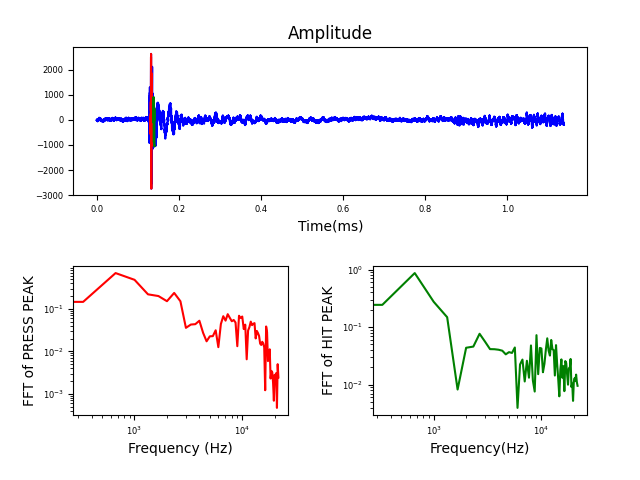 Amplitude
2000
1000
0
−1000
−2000
−3000
0.0 0.2 0.4 0.6 0.8 1.0
Time(ms)
FFT of PRESS PEAK
10⁻¹
10⁻²
10⁻³
10³ 10⁴
Frequency (Hz)
FFT of HIT PEAK
10⁰
10⁻¹
10⁻²
10³ 10⁴
Frequency(Hz)